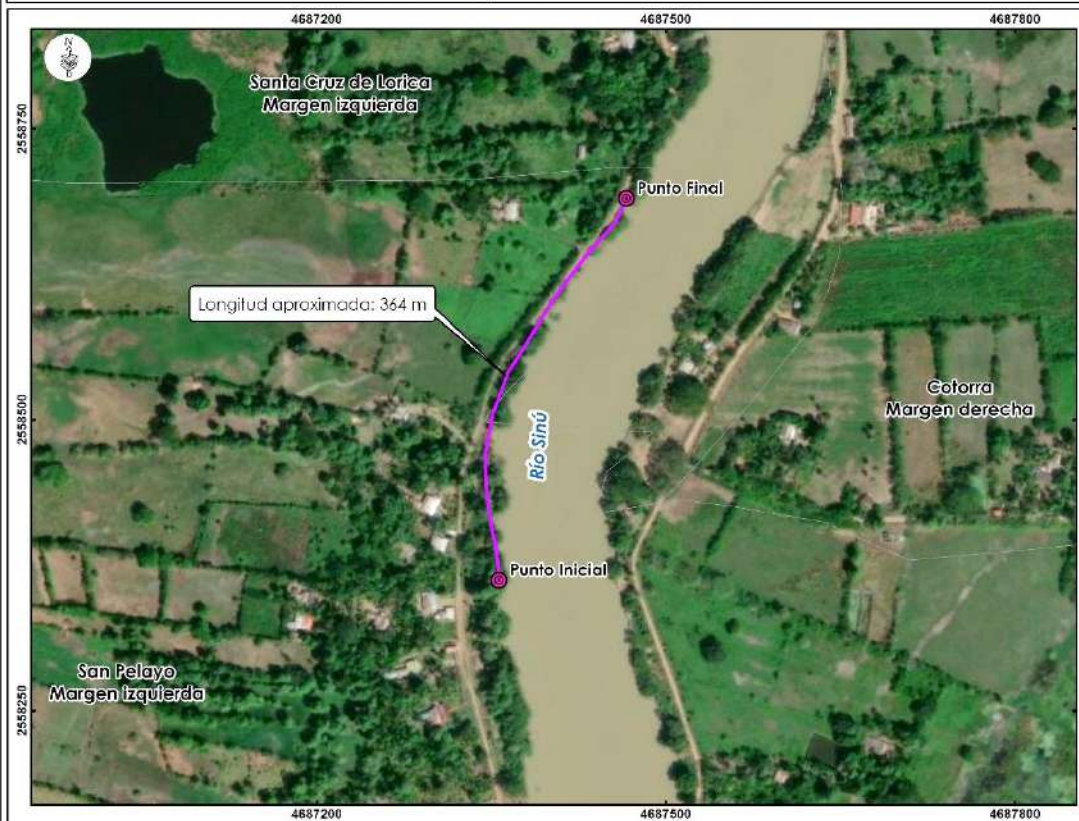 4687200
4687500
4687800
N
Santa Cruz de Lorica
Margen izquierda
2558750
Punto Final
Longitud aproximada: 364 m
Cotorra
Margen derecha
2558500
Río Sinú
Punto Inicial
San Pelayo
Margen izquierda
2558250
4687200
4687500
4687800